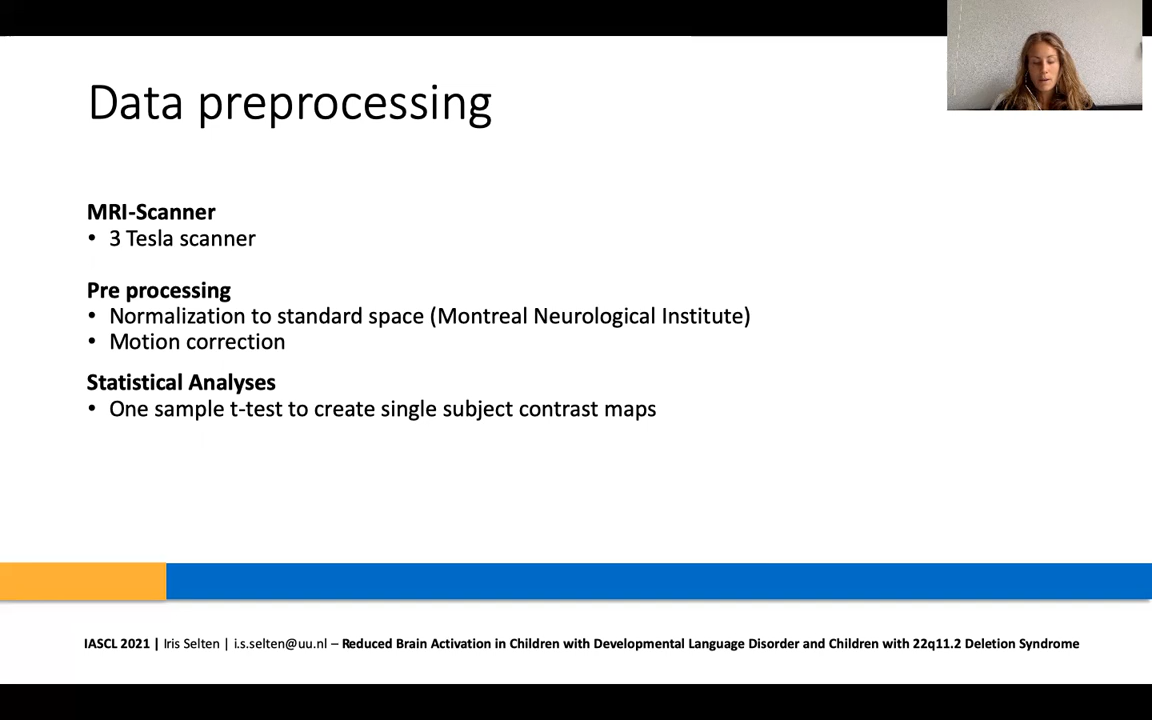 Data preprocessing
MRI-Scanner
• 3 Tesla scanner
Pre processing
• Normalization to standard space (Montreal Neurological Institute)
• Motion correction
Statistical Analyses
• One sample t-test to create single subject contrast maps
IASCL 2021 | Iris Selten | i.s.selten@uu.nl – Reduced Brain Activation in Children with Developmental Language Disorder and Children with 22q11.2 Deletion Syndrome